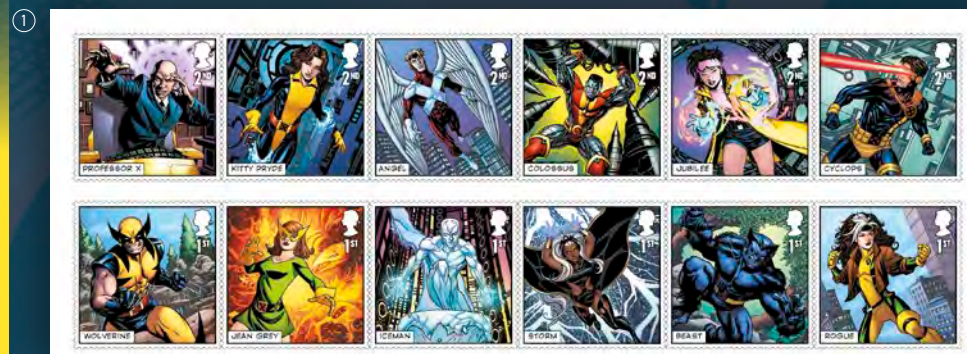 1
2ND 2ND 2ND 2ND 2ND 2ND
PROFESSOR X KITTY PRYDE ANGEL COLOSSUS JUBILEE CYCLOPS
1ST 1ST 1ST 1ST 1ST 1ST
WOLVERINE JEAN GREY ICEMAN STORM BEAST ROGUE